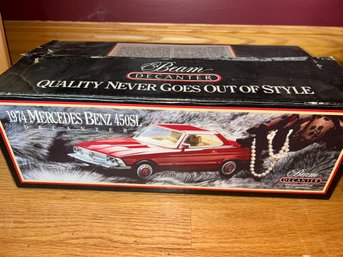 Beam
DECANTER
QUALITY NEVER GOES OUT OF STYLE
1974 MERCEDES BENZ 450SL
DECANTER
Beam
DECANTER